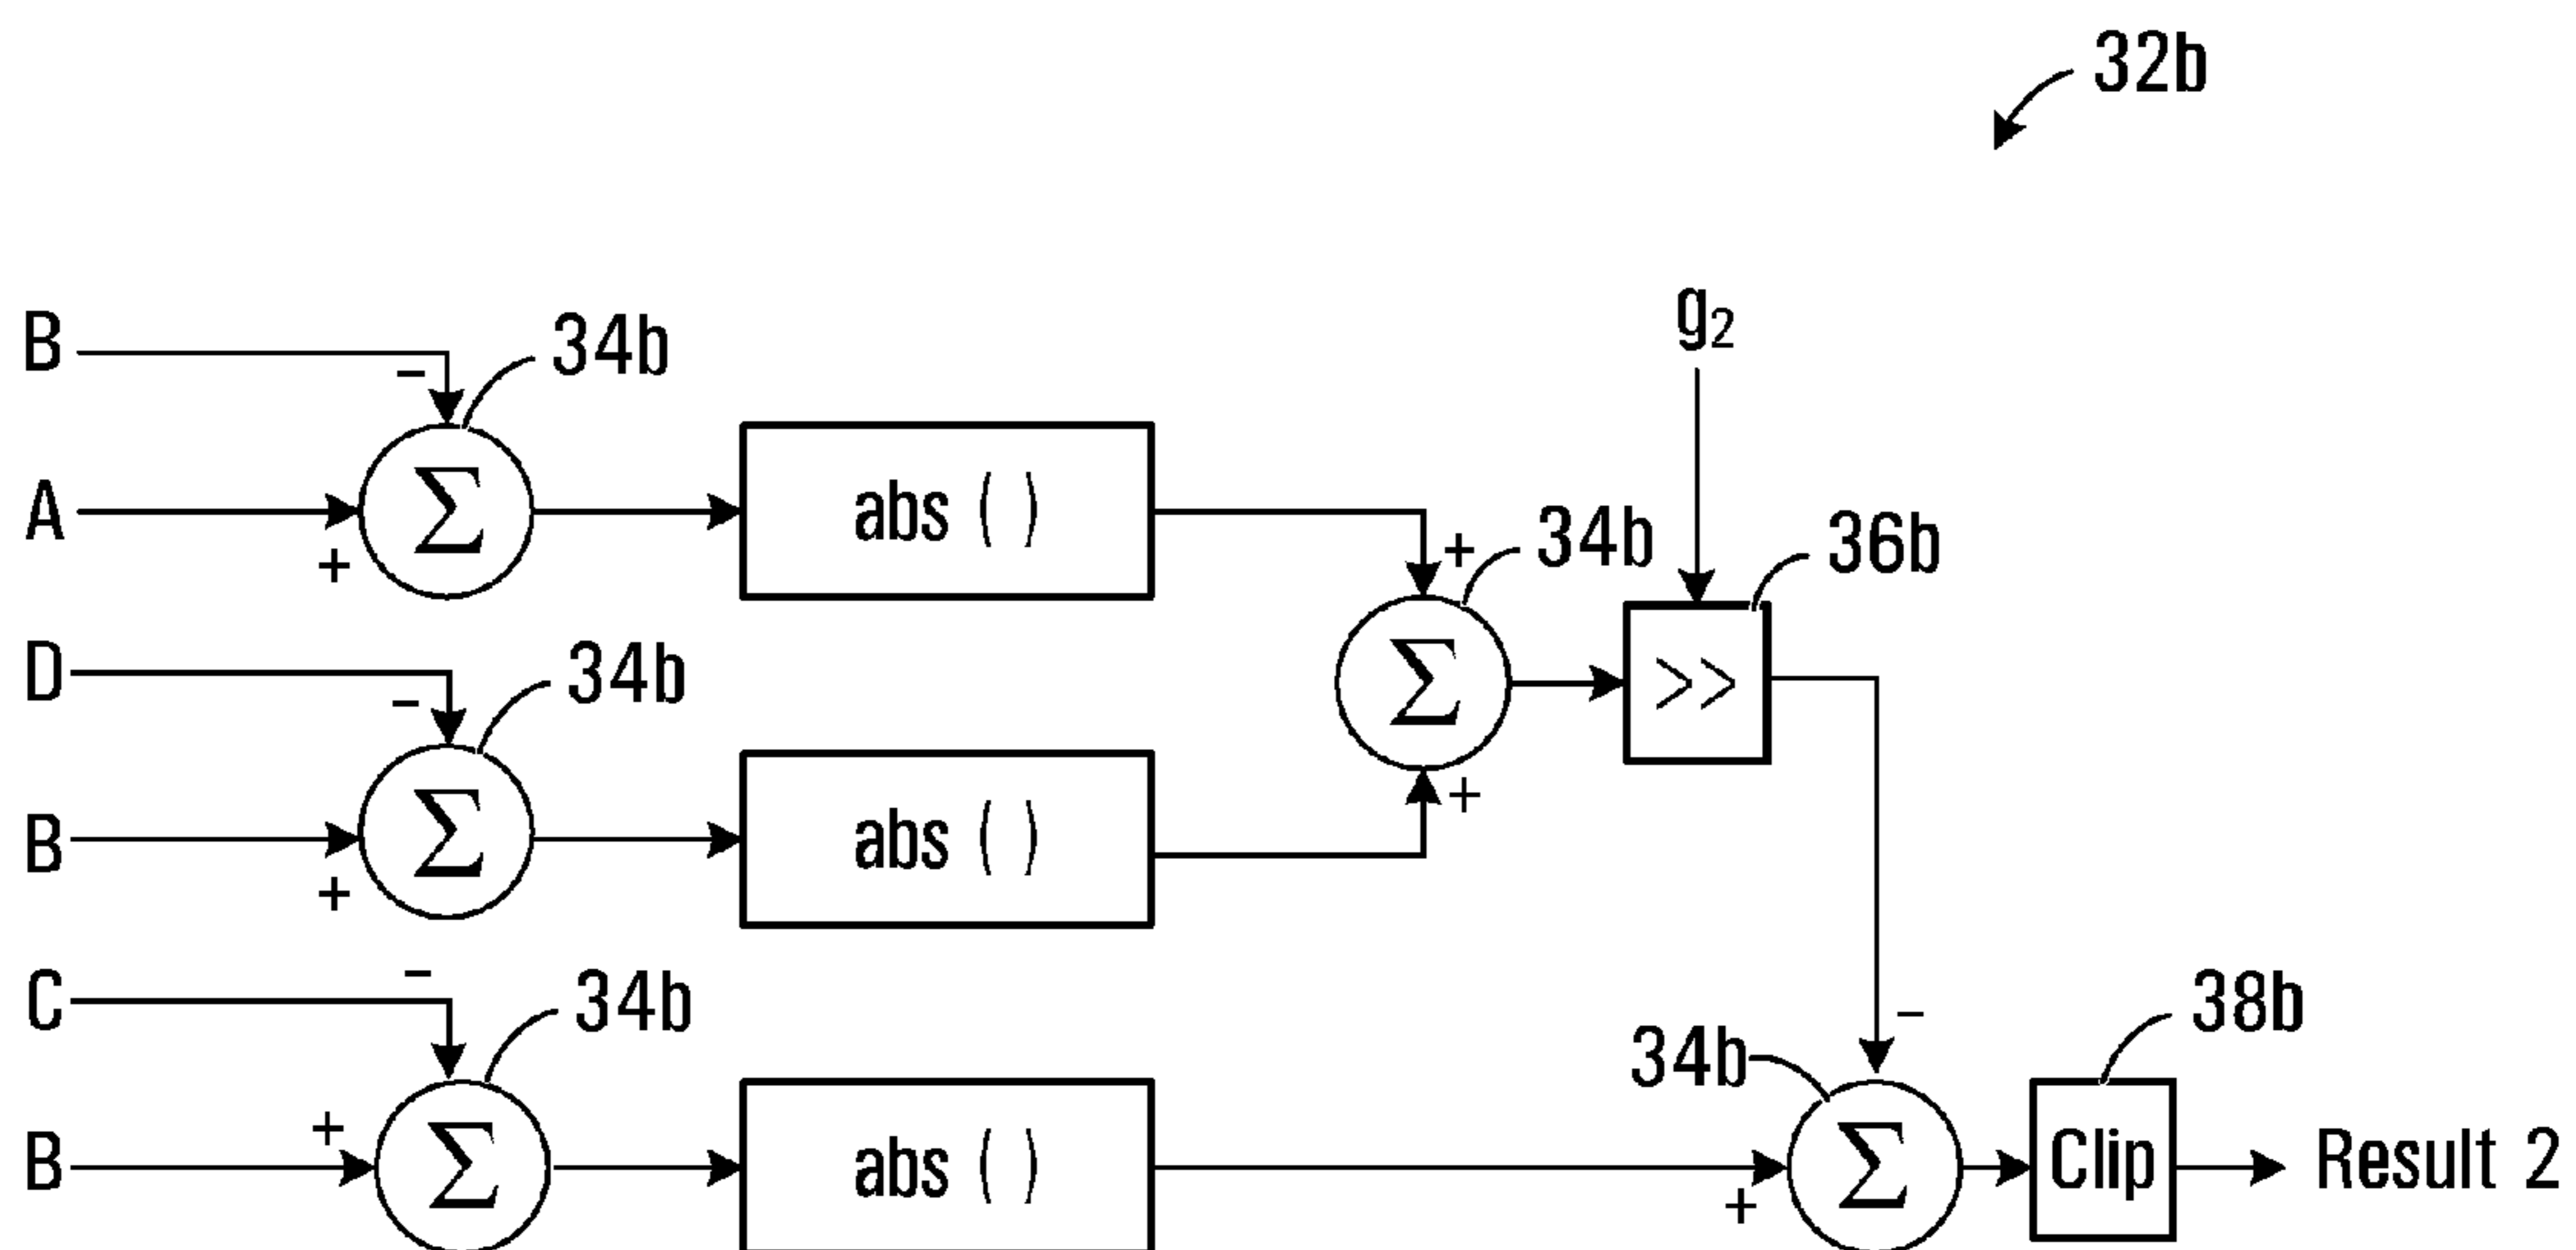 32b
g2
B
−
34b
A
+
Σ
abs ( )
+
34b
36b
D
−
34b
Σ
>>
B
+
Σ
abs ( )
+
C
−
34b
−
34b
38b
B
+
Σ
abs ( )
+
Σ
Clip
Result 2